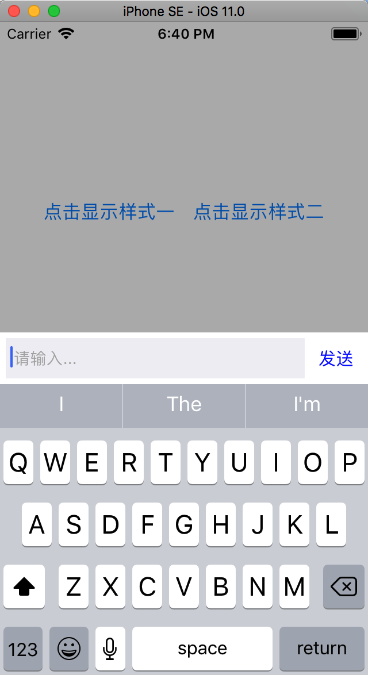 iPhone SE - iOS 11.0
Carrier 6:40 PM
点击显示样式一 点击显示样式二
请输入... 发送
I The I'm
Q W E R T Y U I O P
A S D F G H J K L
Z X C V B N M
123 space return